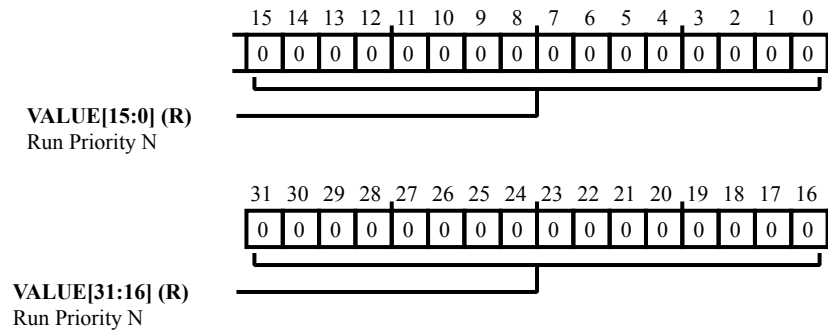 15 14 13 12 11 10 9 8 7 6 5 4 3 2 1 0
0 0 0 0 0 0 0 0 0 0 0 0 0 0 0 0
VALUE[15:0] (R)
Run Priority N
31 30 29 28 27 26 25 24 23 22 21 20 19 18 17 16
0 0 0 0 0 0 0 0 0 0 0 0 0 0 0 0
VALUE[31:16] (R)
Run Priority N